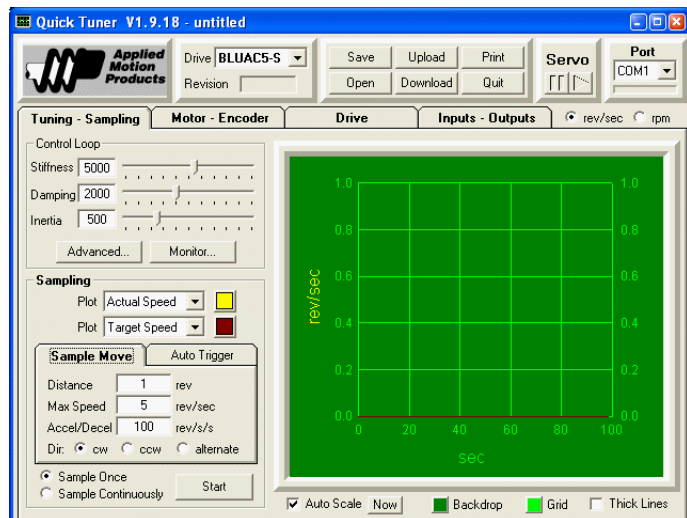 Quick Tuner V1.9.18 - untitled
Applied Motion Products
Drive BLUAC5-S
Revision
Save Upload Print
Open Download Quit
Servo
Port
COM1
Tuning - Sampling Motor - Encoder Drive Inputs - Outputs rev/sec rpm
Control Loop
Stiffness 5000
Damping 2000
Inertia 500
Advanced... Monitor...
Sampling
Plot Actual Speed
Plot Target Speed
Sample Move Auto Trigger
Distance 1 rev
Max Speed 5 rev/sec
Accel/Decel 100 rev/s/s
Dir: cw ccw alternate
Sample Once
Sample Continuously
Start
1.0 1.0
0.8 0.8
0.6 0.6
rev/sec
0.4 0.4
0.2 0.2
0.0 0.0
0 20 40 60 80 100
sec
Auto Scale Now Backdrop Grid Thick Lines